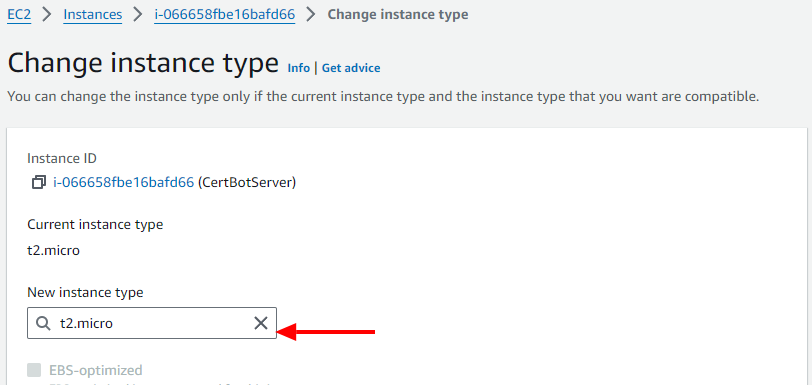 EC2 > Instances > i-066658fbe16bafd66 > Change instance type
Change instance type Info | Get advice
You can change the instance type only if the current instance type and the instance type that you want are compatible.
Instance ID
i-066658fbe16bafd66 (CertBotServer)
Current instance type
t2.micro
New instance type
t2.micro
EBS-optimized